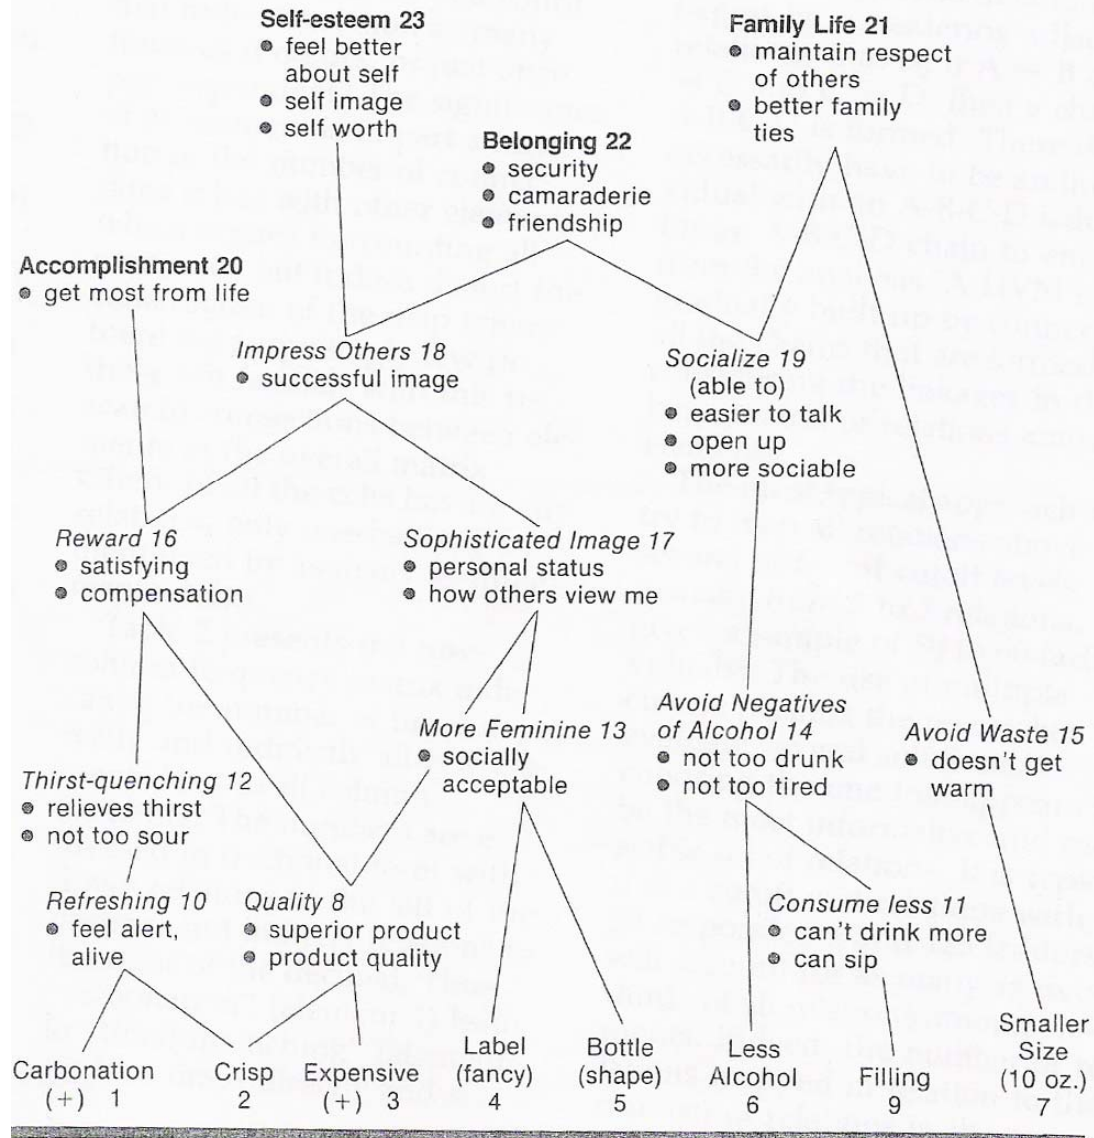 Self-esteem 23
● feel better
about self
● self image
● self worth
Family Life 21
● maintain respect
of others
● better family
ties
Belonging 22
● security
● camaraderie
● friendship
Accomplishment 20
● get most from life
Impress Others 18
● successful image
Socialize 19
(able to)
● easier to talk
● open up
● more sociable
Reward 16
● satisfying
● compensation
Sophisticated Image 17
● personal status
● how others view me
More Feminine 13
● socially
acceptable
Avoid Negatives
of Alcohol 14
● not too drunk
● not too tired
Avoid Waste 15
● doesn't get
warm
Thirst-quenching 12
● relieves thirst
● not too sour
Refreshing 10
● feel alert,
alive
Quality 8
● superior product
● product quality
Consume less 11
● can't drink more
● can sip
Carbonation
(+) 1
Crisp
2
Expensive
(+) 3
Label
(fancy)
4
Bottle
(shape)
5
Less
Alcohol
6
Filling
9
Smaller
Size
(10 oz.)
7